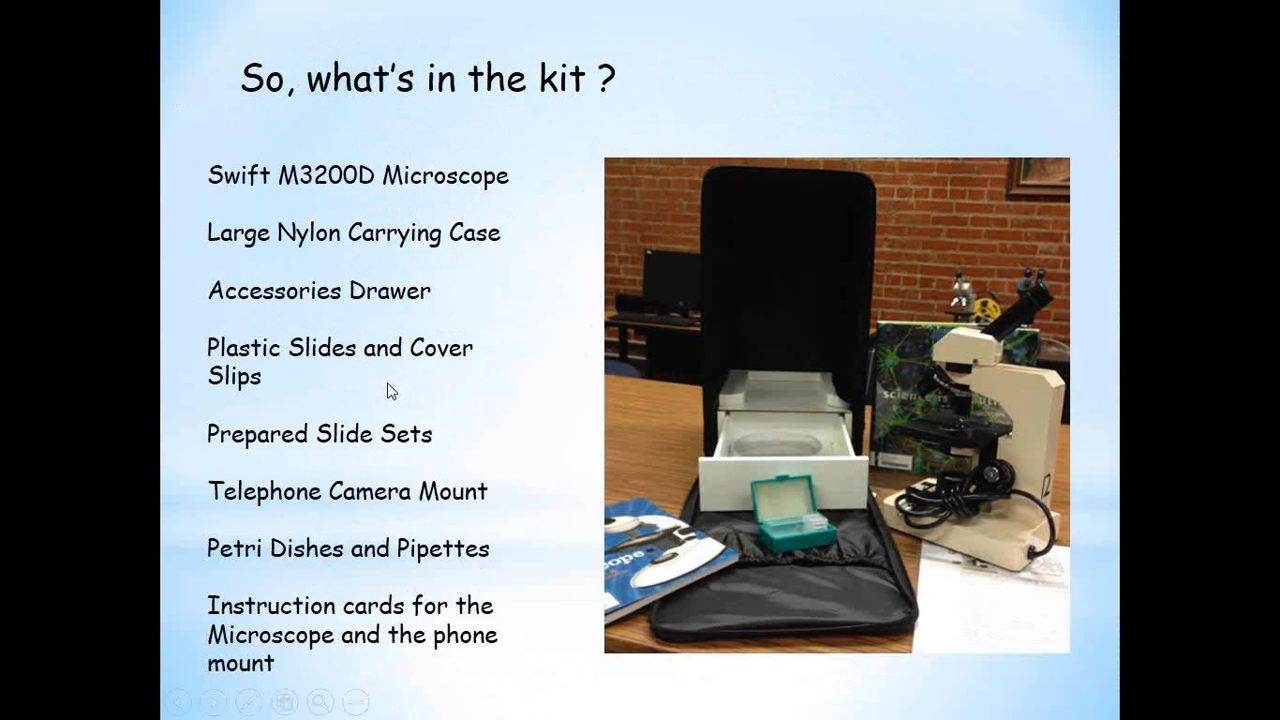 So, what's in the kit ?
Swift M3200D Microscope
Large Nylon Carrying Case
Accessories Drawer
Plastic Slides and Cover
Slips
Prepared Slide Sets
Telephone Camera Mount
Petri Dishes and Pipettes
Instruction cards for the
Microscope and the phone
mount